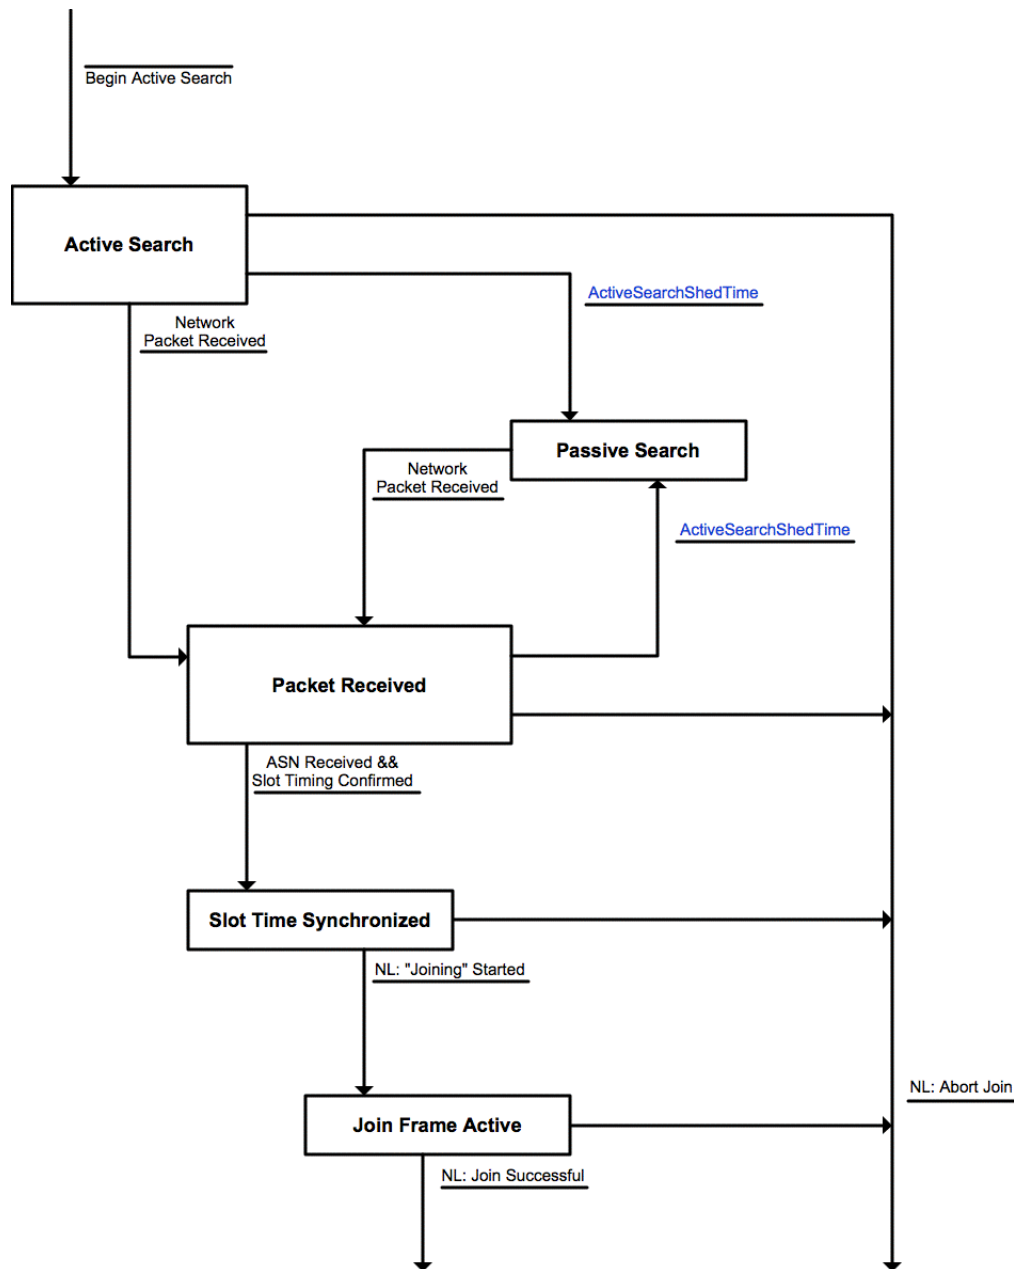 Begin Active Search
Active Search
ActiveSearchShedTime
Network
Packet Received
Passive Search
Network
Packet Received
ActiveSearchShedTime
Packet Received
ASN Received &&
Slot Timing Confirmed
Slot Time Synchronized
NL: "Joining" Started
NL: Abort Join
Join Frame Active
NL: Join Successful